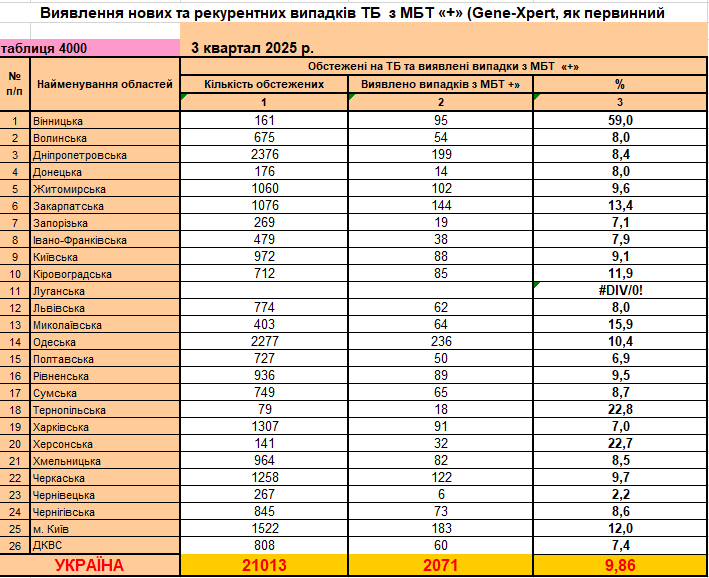 Виявлення нових та рекурентних випадків ТБ з МБТ «+» (Gene-Xpert, як первинний
таблиця 4000 3 квартал 2025 р.
№ п/п Найменування областей Обстежені на ТБ та виявлені випадки з МБТ «+»
Кількість обстежених Виявлено випадків з МБТ +» %
1 2 3
1 Вінницька 161 95 59,0
2 Волинська 675 54 8,0
3 Дніпропетровська 2376 199 8,4
4 Донецька 176 14 8,0
5 Житомирська 1060 102 9,6
6 Закарпатська 1076 144 13,4
7 Запорізька 269 19 7,1
8 Івано-Франківська 479 38 7,9
9 Київська 972 88 9,1
10 Кіровоградська 712 85 11,9
11 Луганська #DIV/0!
12 Львівська 774 62 8,0
13 Миколаївська 403 64 15,9
14 Одеська 2277 236 10,4
15 Полтавська 727 50 6,9
16 Рівненська 936 89 9,5
17 Сумська 749 65 8,7
18 Тернопільська 79 18 22,8
19 Харківська 1307 91 7,0
20 Херсонська 141 32 22,7
21 Хмельницька 964 82 8,5
22 Черкаська 1258 122 9,7
23 Чернівецька 267 6 2,2
24 Чернігівська 845 73 8,6
25 м. Київ 1522 183 12,0
26 ДКВС 808 60 7,4
УКРАЇНА 21013 2071 9,86